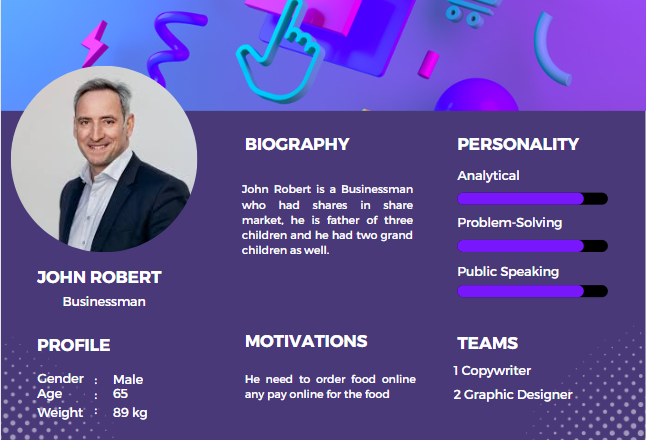 BIOGRAPHY
John Robert is a Businessman
who had shares in share
market, he is father of three
children and he had two grand
children as well.
PERSONALITY
Analytical
Problem-Solving
Public Speaking
JOHN ROBERT
Businessman
PROFILE
Gender : Male
Age : 65
Weight : 89 kg
MOTIVATIONS
He need to order food online
any pay online for the food
TEAMS
1 Copywriter
2 Graphic Designer